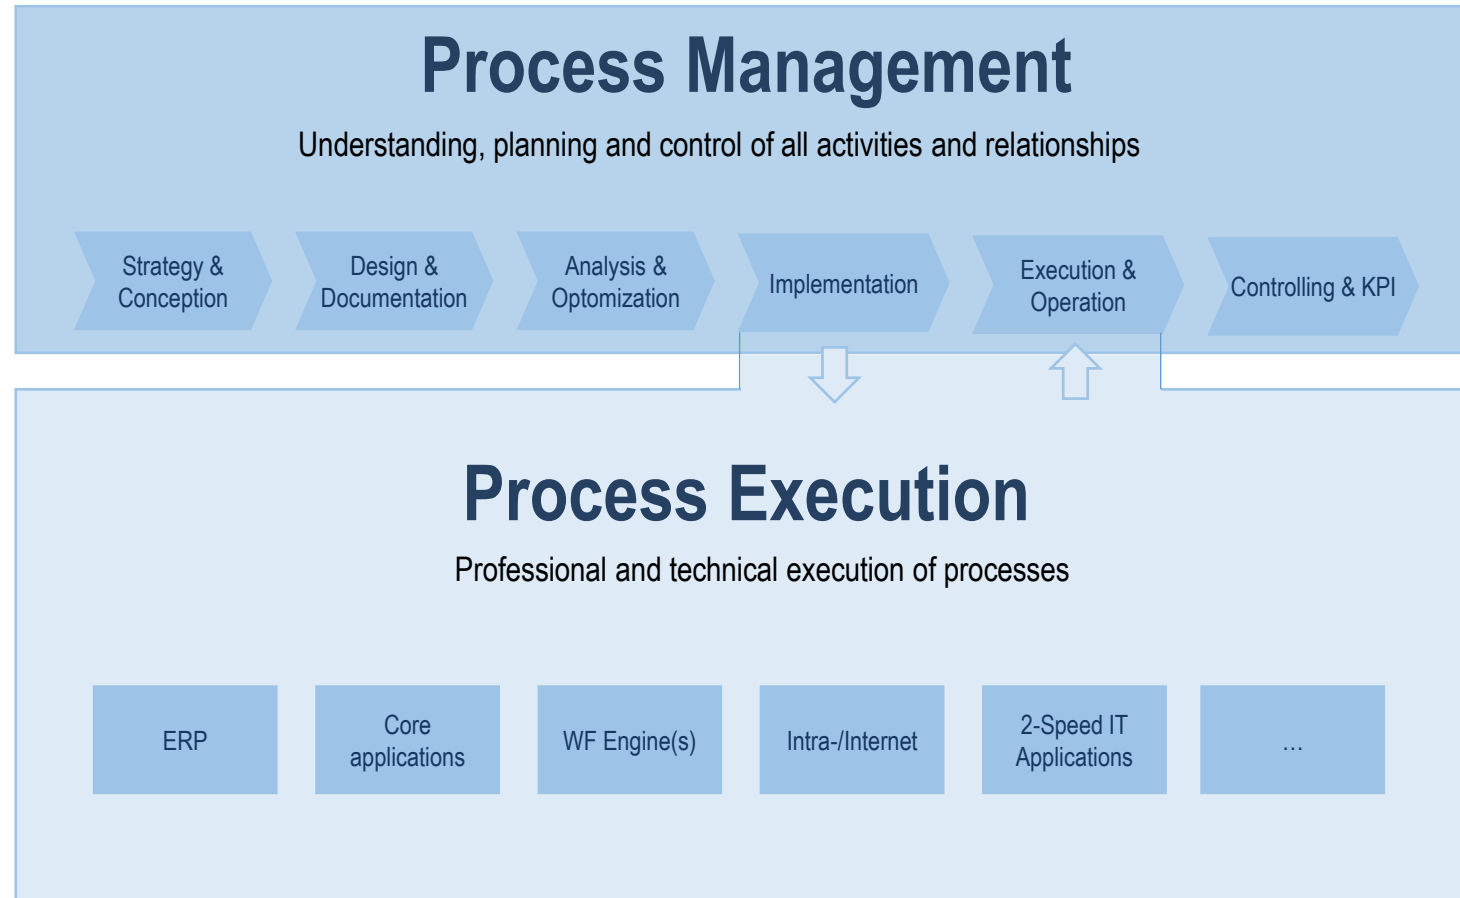 Process Management
Understanding, planning and control of all activities and relationships
Strategy &
Conception
Design &
Documentation
Analysis &
Optomization
Implementation
Execution &
Operation
Controlling & KPI
Process Execution
Professional and technical execution of processes
ERP
Core
applications
WF Engine(s)
Intra-/Internet
2-Speed IT
Applications
…